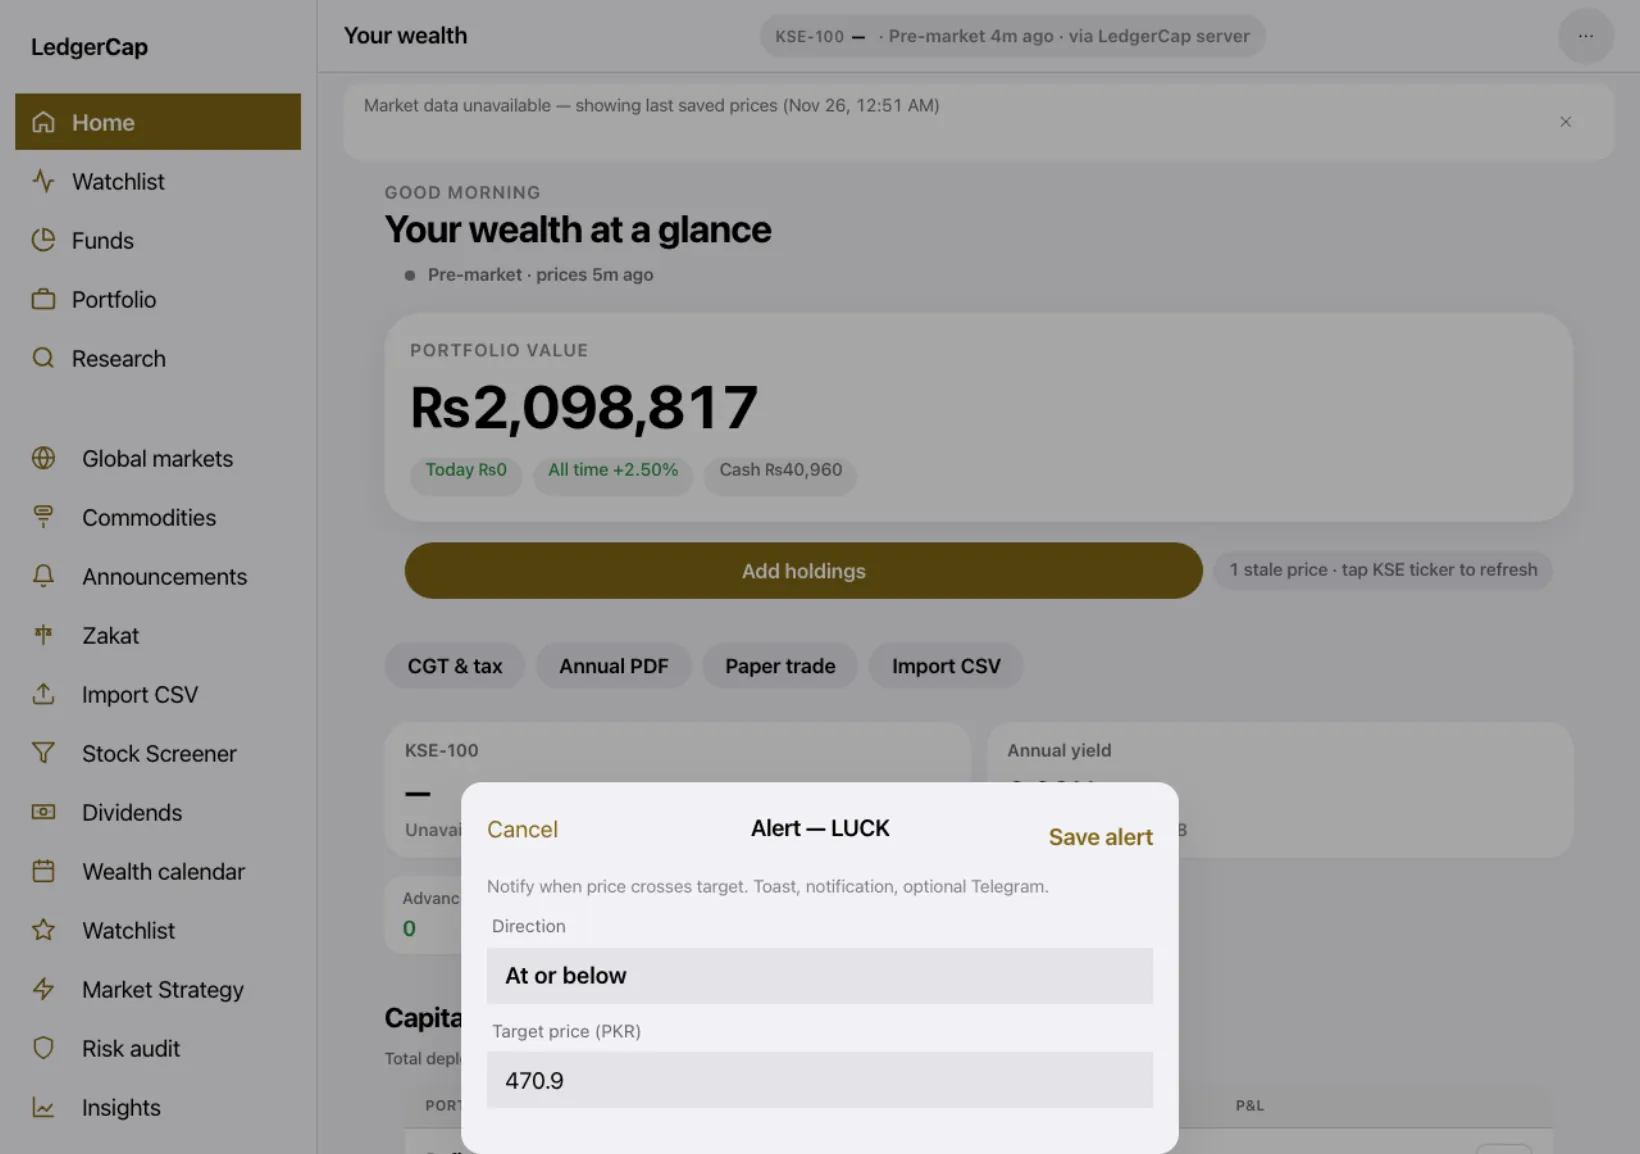 LedgerCap
Home
Watchlist
Funds
Portfolio
Research
Global markets
Commodities
Announcements
Zakat
Import CSV
Stock Screener
Dividends
Wealth calendar
Watchlist
Market Strategy
Risk audit
Insights
Your wealth
KSE-100 — · Pre-market 4m ago · via LedgerCap server
...
Market data unavailable — showing last saved prices (Nov 26, 12:51 AM)
×
GOOD MORNING
Your wealth at a glance
Pre-market · prices 5m ago
PORTFOLIO VALUE
₨2,098,817
Today ₨0
All time +2.50%
Cash ₨40,960
Add holdings
1 stale price · tap KSE ticker to refresh
CGT & tax
Annual PDF
Paper trade
Import CSV
KSE-100
—
Annual yield
0
P&L
Cancel
Alert — LUCK
Save alert
Notify when price crosses target. Toast, notification, optional Telegram.
Direction
At or below
Target price (PKR)
470.9